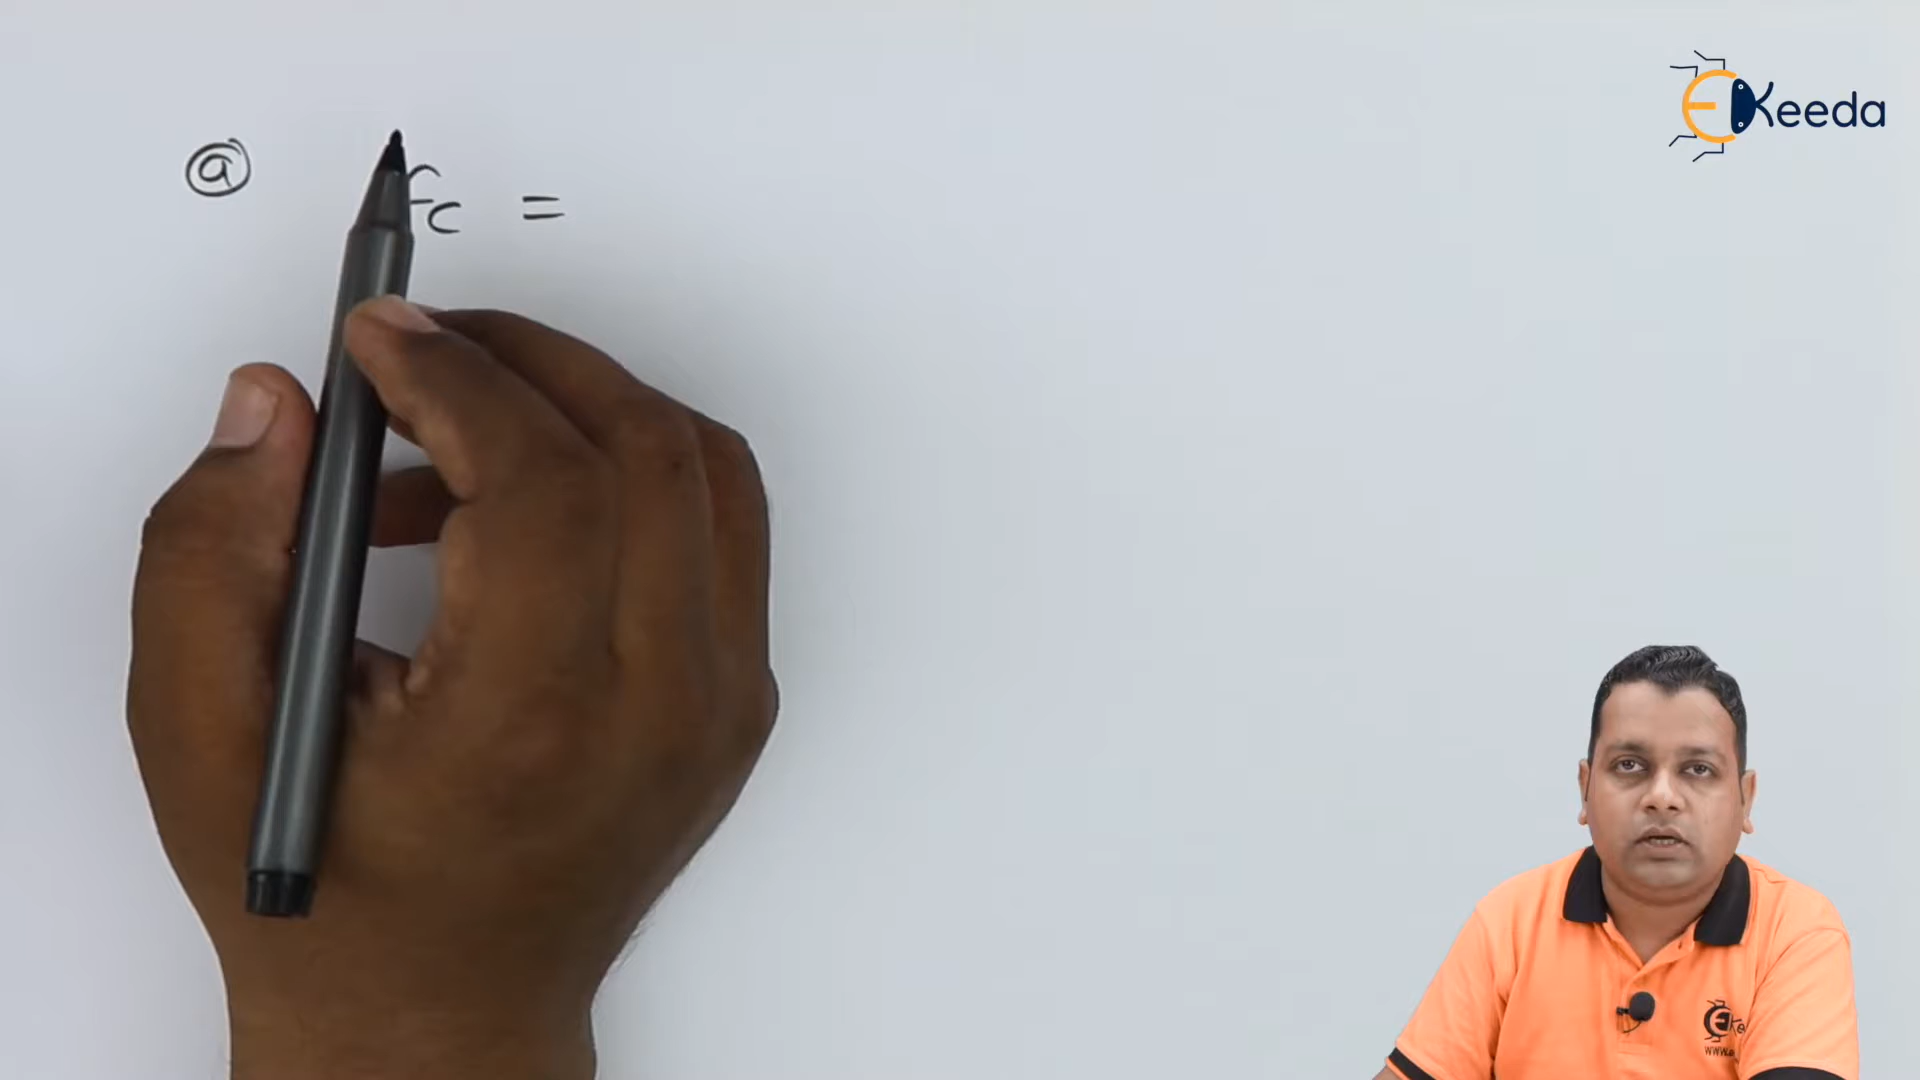 EKeeda
ⓐ fc =